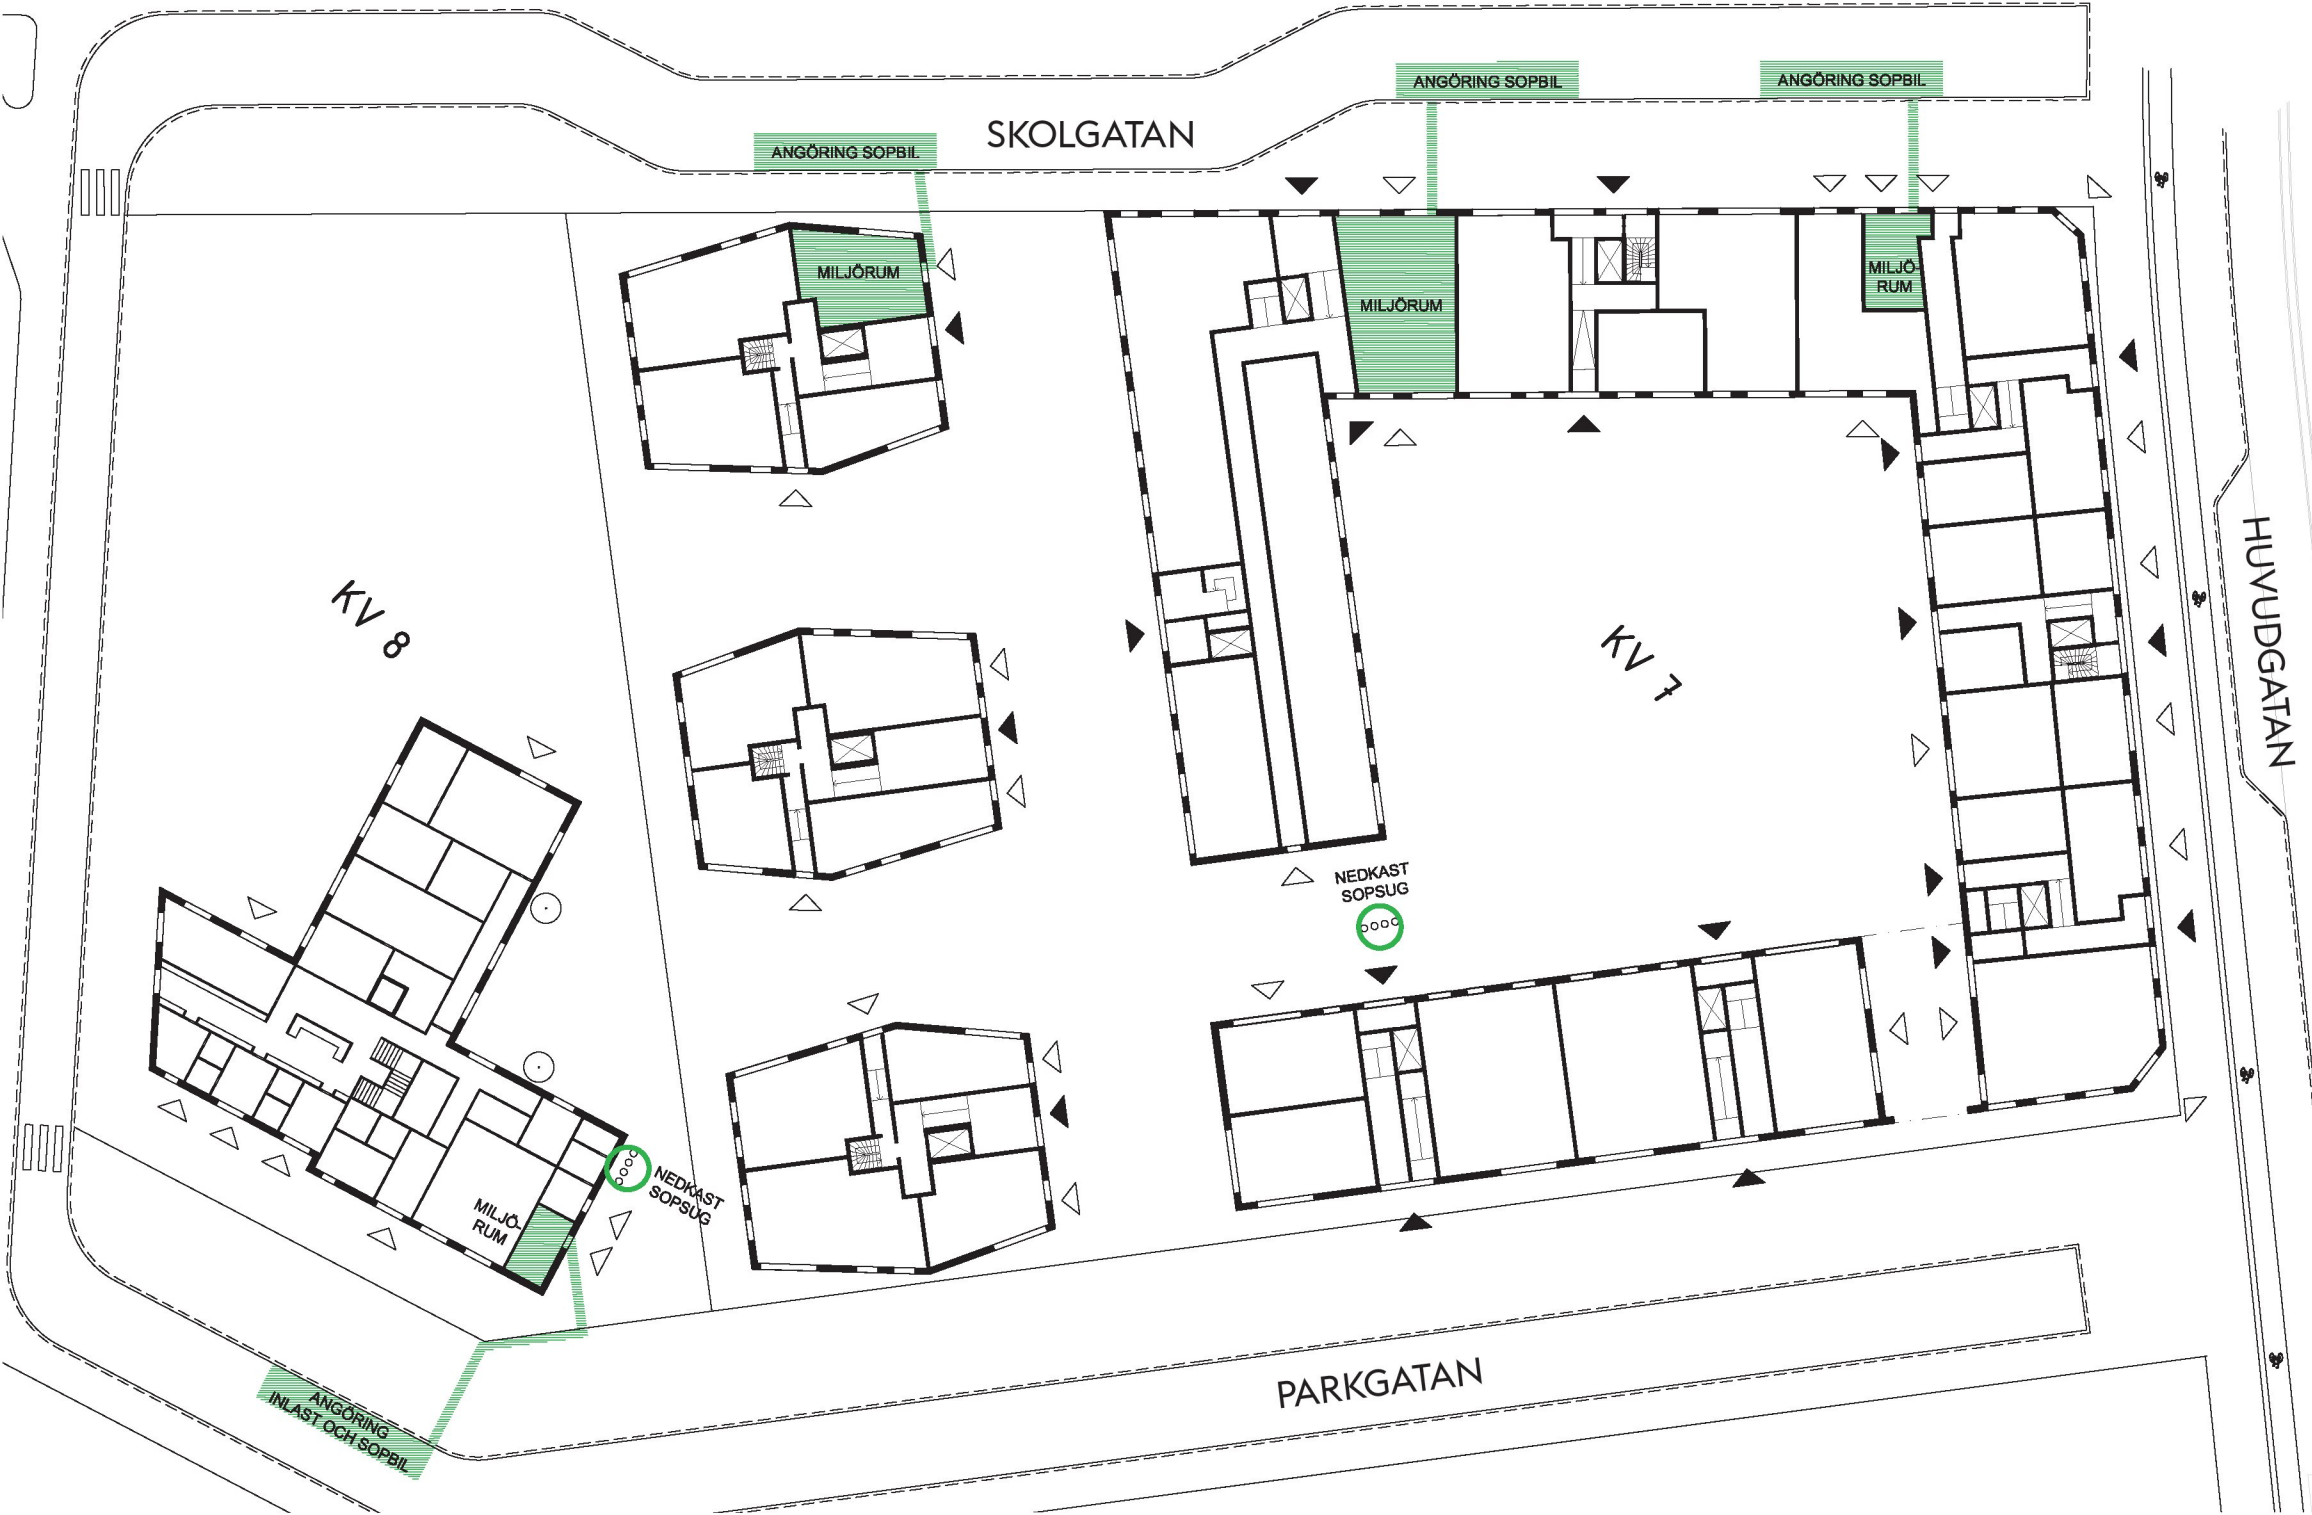 ANGÖRING SOPBIL
ANGÖRING SOPBIL
SKOLGATAN
ANGÖRING SOPBIL
MILJÖRUM
MILJÖRUM
MILJÖ-
RUM
HUVUDGATAN
KV 8
KV 7
NEDKAST
SOPSUG
NEDKAST
SOPSUG
MILJÖ-
RUM
ANGÖRING
INLAST OCH SOPBIL
PARKGATAN